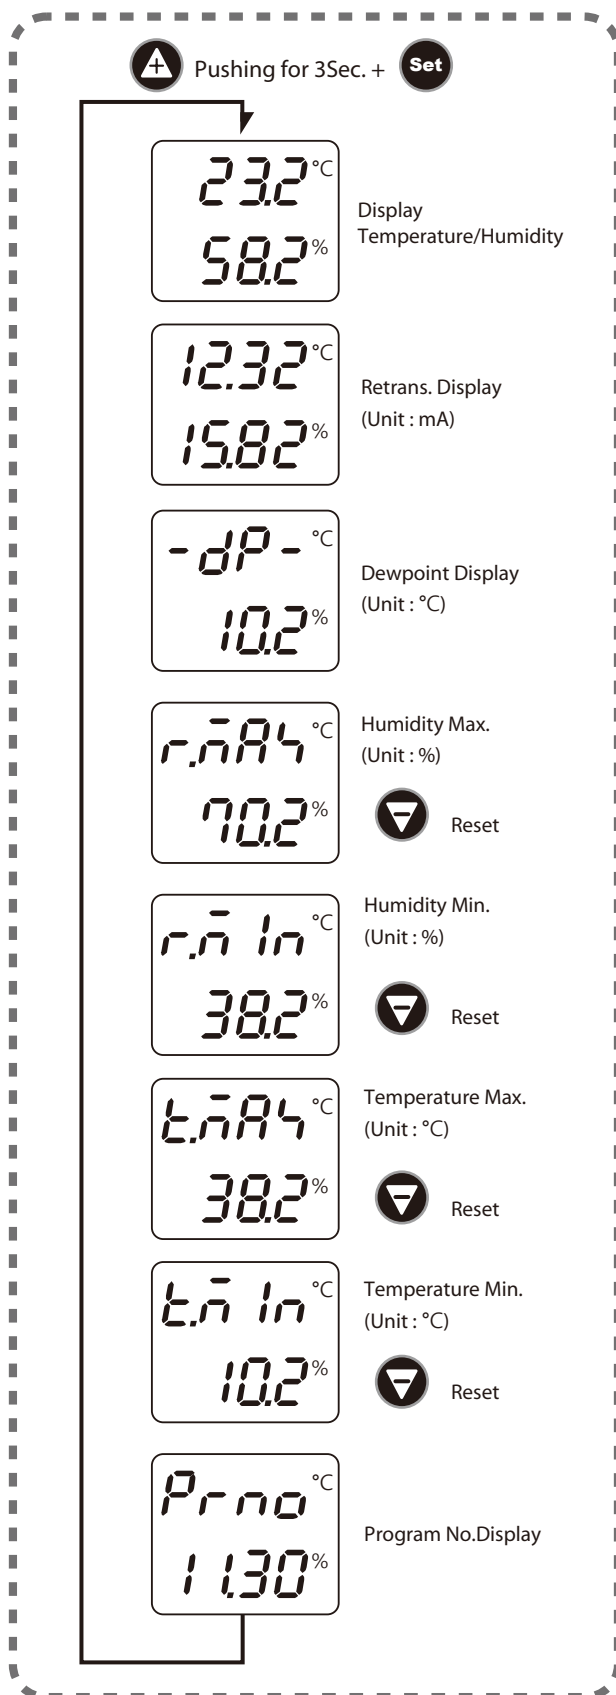 Pushing for 3Sec. + Set
23.2 °C
58.2 %
Display
Temperature/Humidity
12.32 °C
15.82 %
Retrans. Display
(Unit : mA)
-dP- °C
10.2 %
Dewpoint Display
(Unit : °C)
r.mAx °C
70.2 %
Humidity Max.
(Unit : %)
Reset
r.mIn °C
38.2 %
Humidity Min.
(Unit : %)
Reset
t.mAx °C
38.2 %
Temperature Max.
(Unit : °C)
Reset
t.mIn °C
10.2 %
Temperature Min.
(Unit : °C)
Reset
Prno °C
11.30 %
Program No.Display